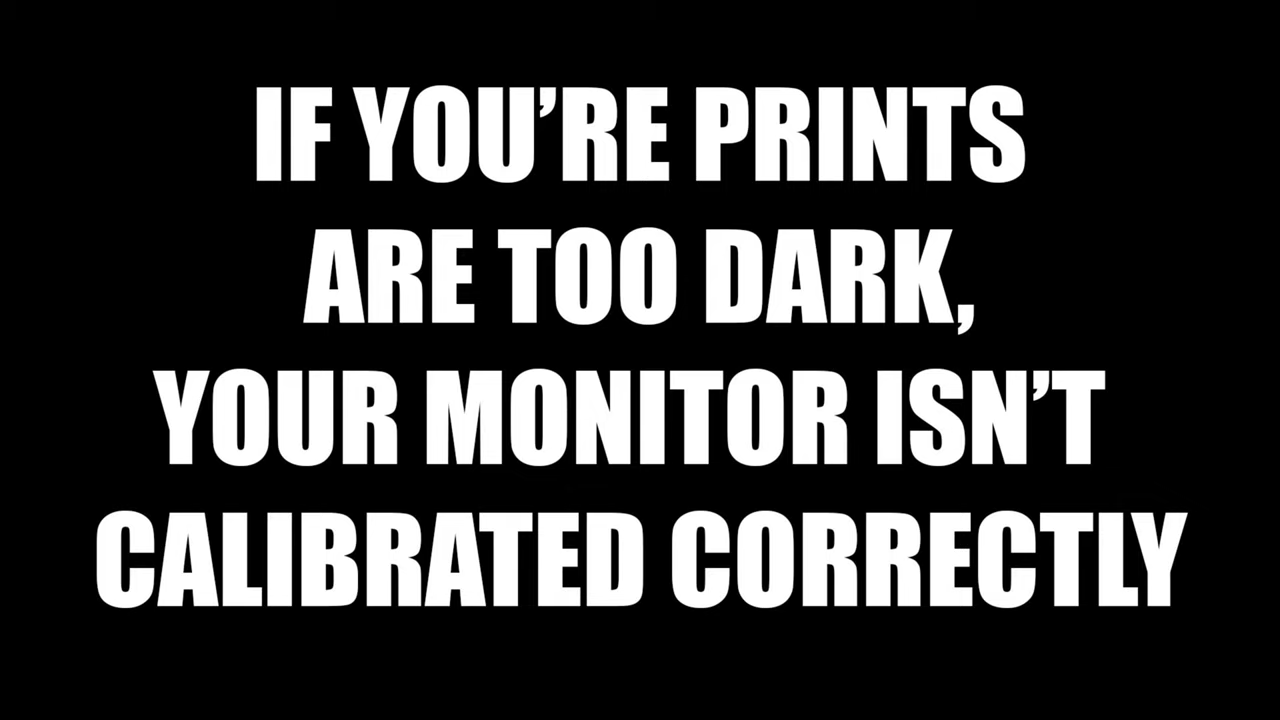 IF YOU’RE PRINTS
ARE TOO DARK,
YOUR MONITOR ISN’T
CALIBRATED CORRECTLY